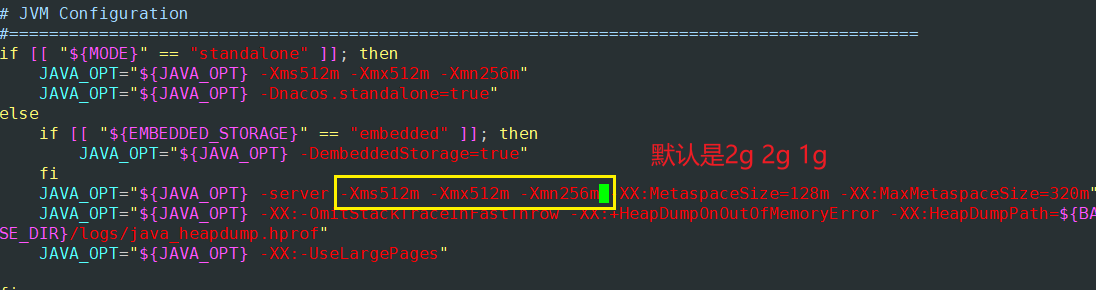 # JVM Configuration
#===========================================================================================
if [[ "${MODE}" == "standalone" ]]; then
    JAVA_OPT="${JAVA_OPT} -Xms512m -Xmx512m -Xmn256m"
    JAVA_OPT="${JAVA_OPT} -Dnacos.standalone=true"
else
    if [[ "${EMBEDDED_STORAGE}" == "embedded" ]]; then
        JAVA_OPT="${JAVA_OPT} -DembeddedStorage=true"
默认是2g 2g 1g
    fi
    JAVA_OPT="${JAVA_OPT} -server -Xms512m -Xmx512m -Xmn256m XX:MetaspaceSize=128m -XX:MaxMetaspaceSize=320m"
    JAVA_OPT="${JAVA_OPT} -XX:-OmitStackTraceInFastThrow -XX:+HeapDumpOnOutOfMemoryError -XX:HeapDumpPath=${BA
SE_DIR}/logs/java_heapdump.hprof"
    JAVA_OPT="${JAVA_OPT} -XX:-UseLargePages"
fi